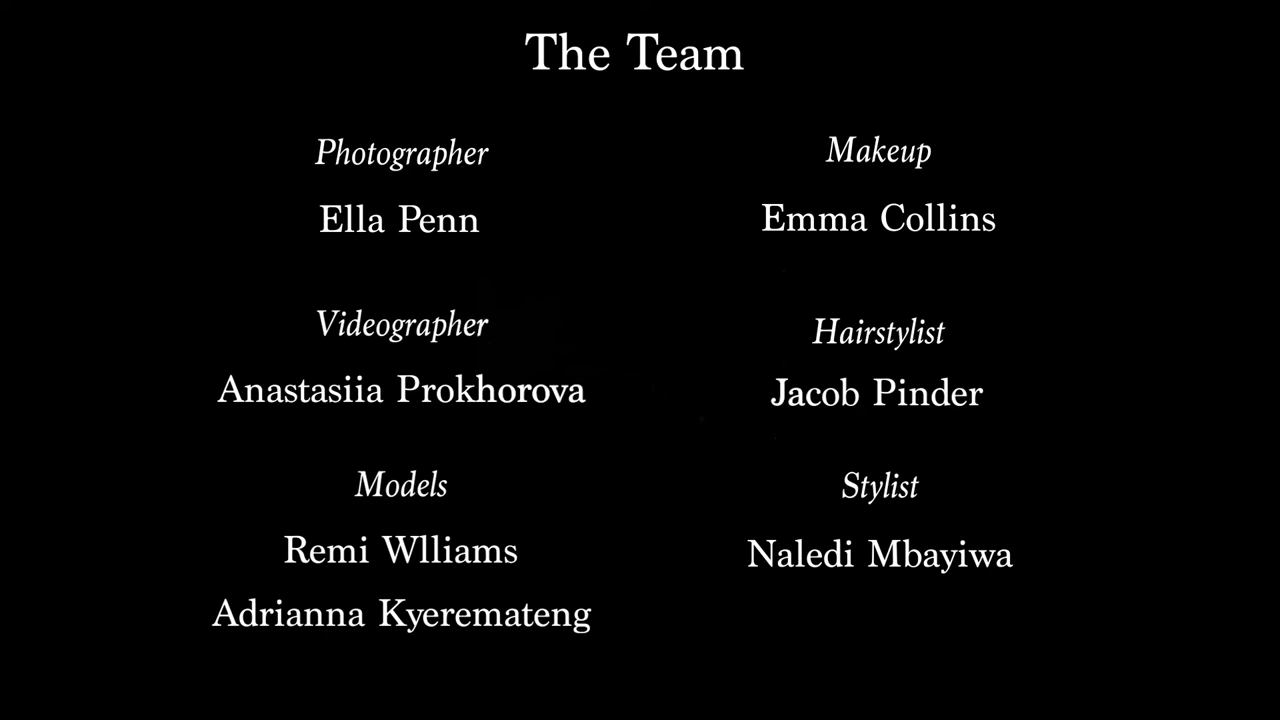 The Team
Photographer
Ella Penn
Videographer
Anastasiia Prokhorova
Models
Remi Wlliams
Adrianna Kyeremateng
Makeup
Emma Collins
Hairstylist
Jacob Pinder
Stylist
Naledi Mbayiwa